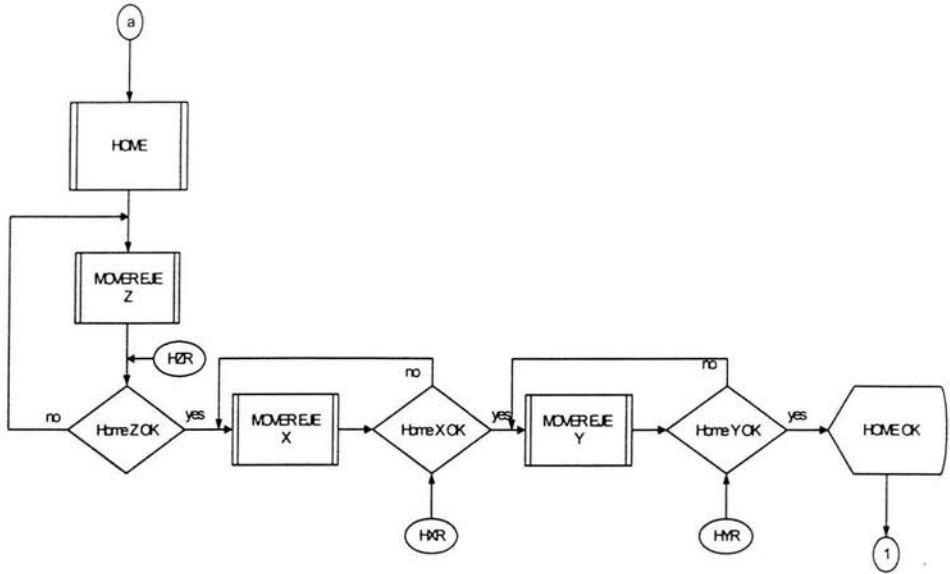 a
HOME
MOVER EJE
Z
HZR
no
Home Z OK
yes
MOVER EJE
X
no
Home X OK
yes
MOVER EJE
Y
no
Home Y OK
yes
HOME OK
HXR
HYR
1